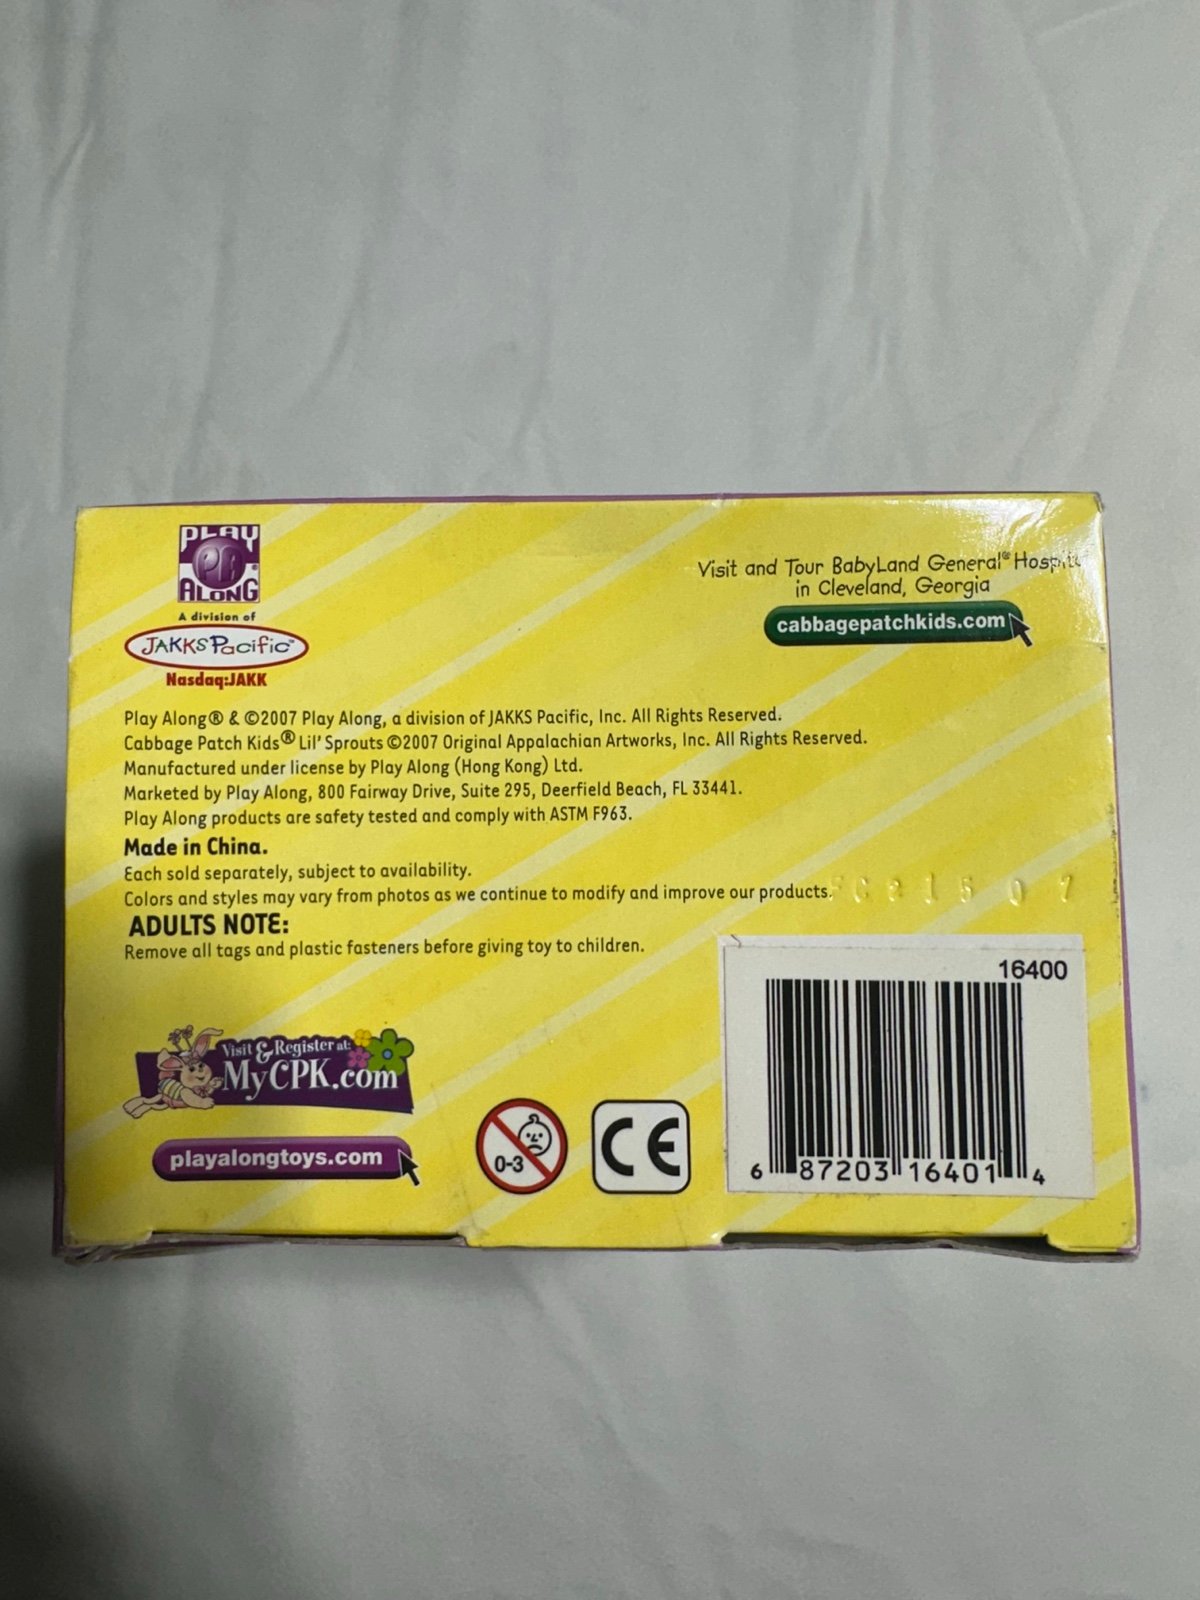 PLAY
PA®
ALONG
A division of
JAKKSPacific™
Nasdaq:JAKK
Visit and Tour BabyLand General® Hospital
in Cleveland, Georgia
cabbagepatchkids.com
Play Along® & ©2007 Play Along, a division of JAKKS Pacific, Inc. All Rights Reserved.
Cabbage Patch Kids® Lil' Sprouts ©2007 Original Appalachian Artworks, Inc. All Rights Reserved.
Manufactured under license by Play Along (Hong Kong) Ltd.
Marketed by Play Along, 800 Fairway Drive, Suite 295, Deerfield Beach, FL 33441.
Play Along products are safety tested and comply with ASTM F963.
Made in China.
Each sold separately, subject to availability.
Colors and styles may vary from photos as we continue to modify and improve our products.
ADULTS NOTE:
Remove all tags and plastic fasteners before giving toy to children.
16400
Visit & Register at:
MyCPK.com
playalongtoys.com
0-3
CE
6 87203 16401 4